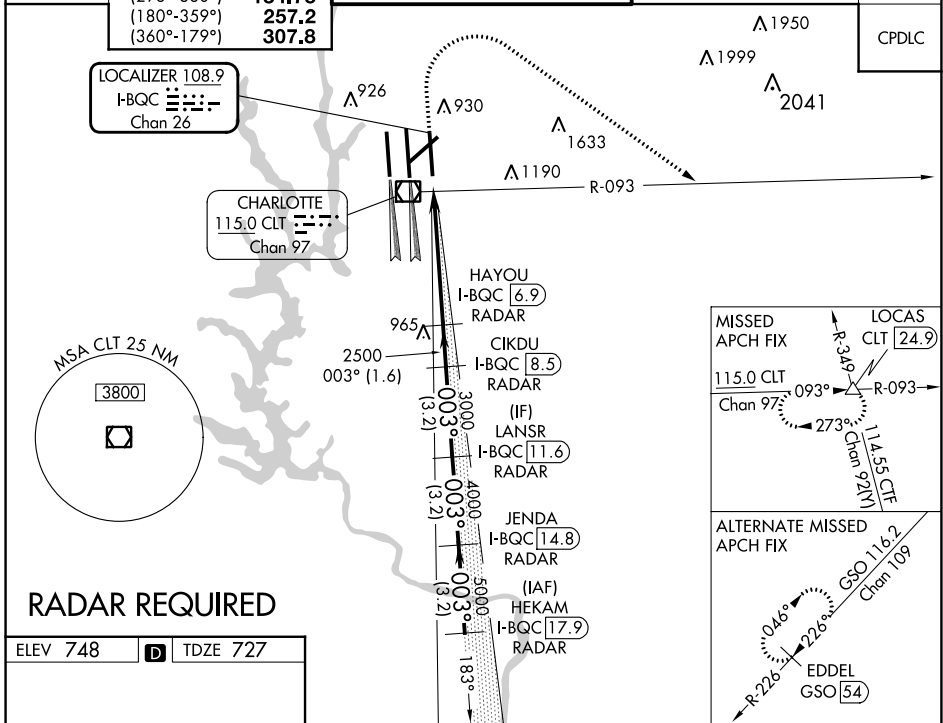 (180°-359°) 257.2
(360°-179°) 307.8
CPDLC
LOCALIZER 108.9
I-BQC
Chan 26
926
930
1633
1190
1950
1999
2041
CHARLOTTE
115.0 CLT
Chan 97
R-093
HAYOU
I-BQC 6.9
RADAR
965
2500
003° (1.6)
CIKDU
I-BQC 8.5
RADAR
003°
(3.2)
3000
(IF)
LANSR
I-BQC 11.6
RADAR
003°
(3.2)
4000
JENDA
I-BQC 14.8
RADAR
003°
(3.2)
5000
(IAF)
HEKAM
I-BQC 17.9
RADAR
183°
MSA CLT 25 NM
3800
MISSED
APCH FIX
LOCAS
CLT 24.9
R-349
115.0 CLT
Chan 97
093°
R-093
273°
114.55 CTF
Chan 92(Y)
ALTERNATE MISSED
APCH FIX
GSO 116.2
Chan 109
046°
226°
R-226
EDDEL
GSO 54
RADAR REQUIRED
ELEV 748 D TDZE 727